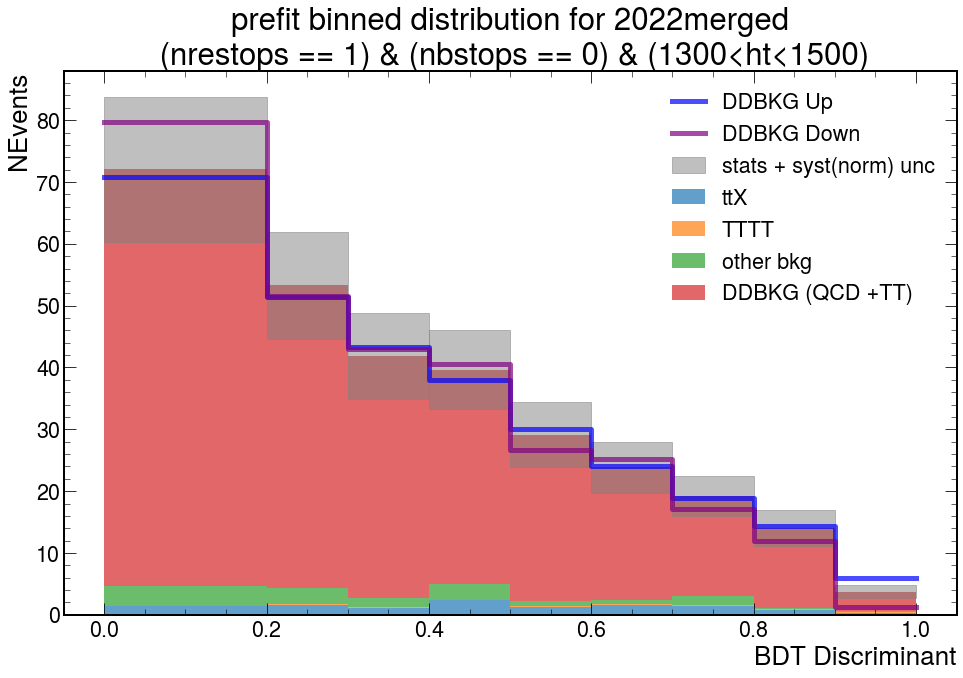 prefit binned distribution for 2022merged
(nrestops == 1) & (nbstops == 0) & (1300<ht<1500)
NEvents
80
70
60
50
40
30
20
10
0
DDBKG Up
DDBKG Down
stats + syst(norm) unc
ttX
TTTT
other bkg
DDBKG (QCD +TT)
0.0 0.2 0.4 0.6 0.8 1.0
BDT Discriminant